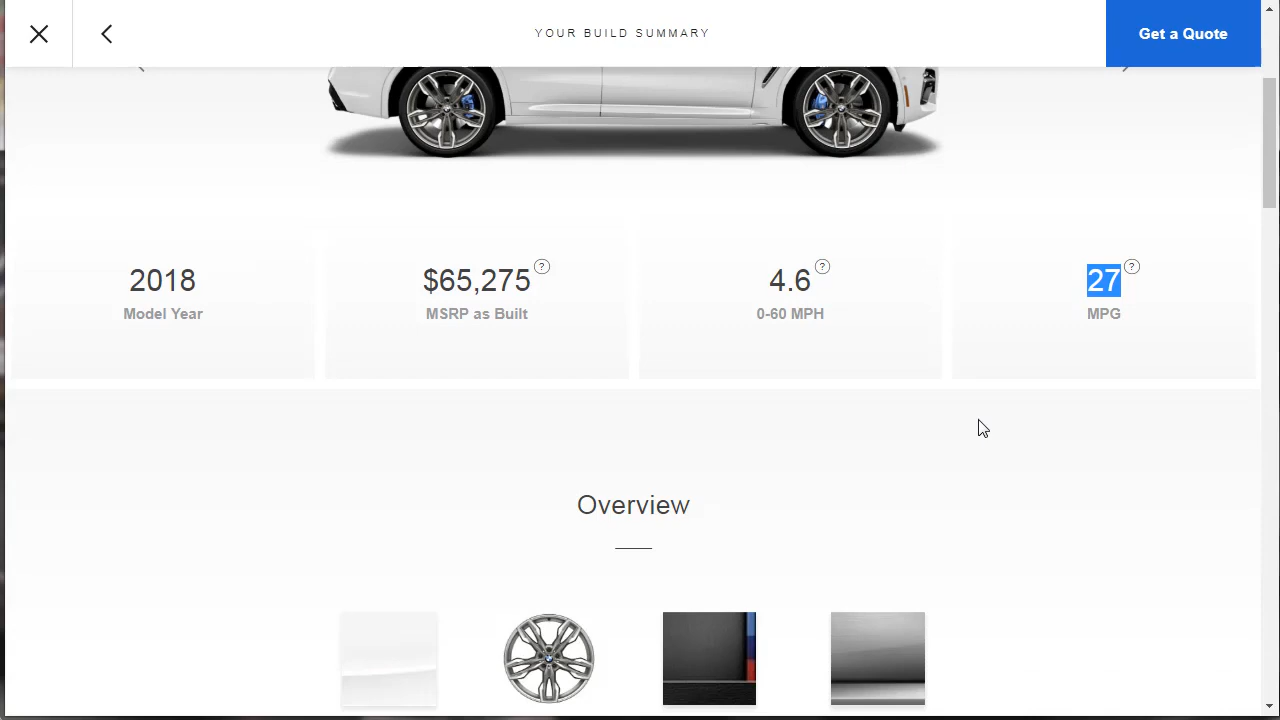 YOUR BUILD SUMMARY
Get a Quote
2018
Model Year
$65,275 ?
MSRP as Built
4.6 ?
0-60 MPH
27 ?
MPG
Overview